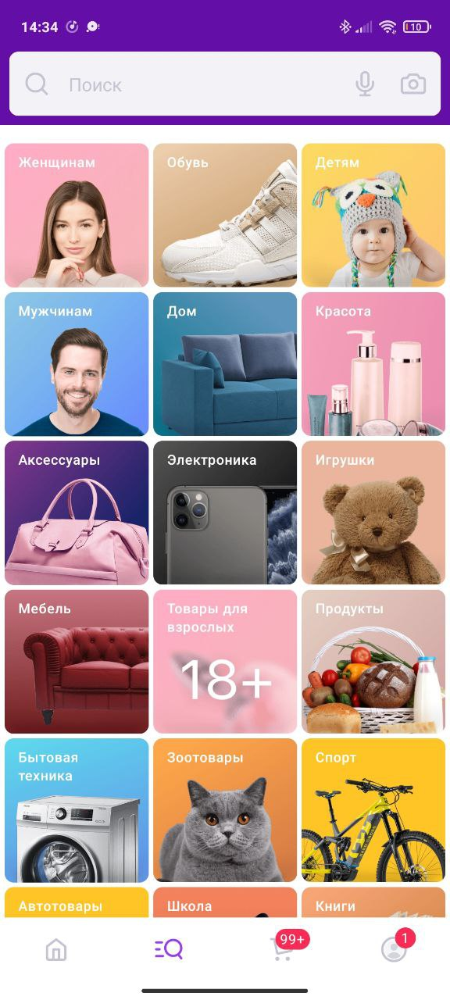 14:34
10
Поиск
Женщинам
Обувь
Детям
Мужчинам
Дом
Красота
Аксессуары
Электроника
Игрушки
Мебель
Товары для
взрослых
18+
Продукты
Бытовая
техника
Зоотовары
Спорт
Автотовары
Школа
Книги
99+
1